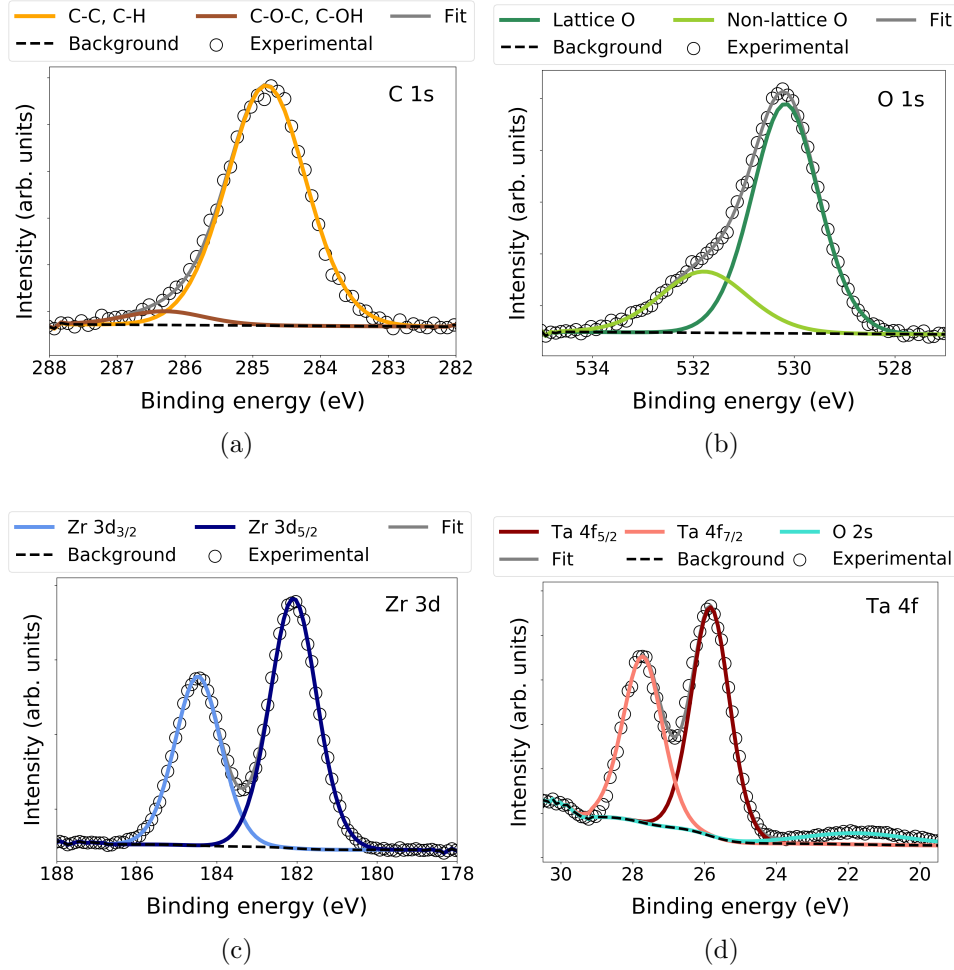 C-C, C-H C-O-C, C-OH Fit
Background Experimental
C 1s
Intensity (arb. units)
288 287 286 285 284 283 282
Binding energy (eV)
(a)
Lattice O Non-lattice O Fit
Background Experimental
O 1s
Intensity (arb. units)
534 532 530 528
Binding energy (eV)
(b)
Zr 3d3/2 Zr 3d5/2 Fit
Background Experimental
Zr 3d
Intensity (arb. units)
188 186 184 182 180 178
Binding energy (eV)
(c)
Ta 4f5/2 Ta 4f7/2 O 2s
Fit Background Experimental
Ta 4f
Intensity (arb. units)
30 28 26 24 22 20
Binding energy (eV)
(d)